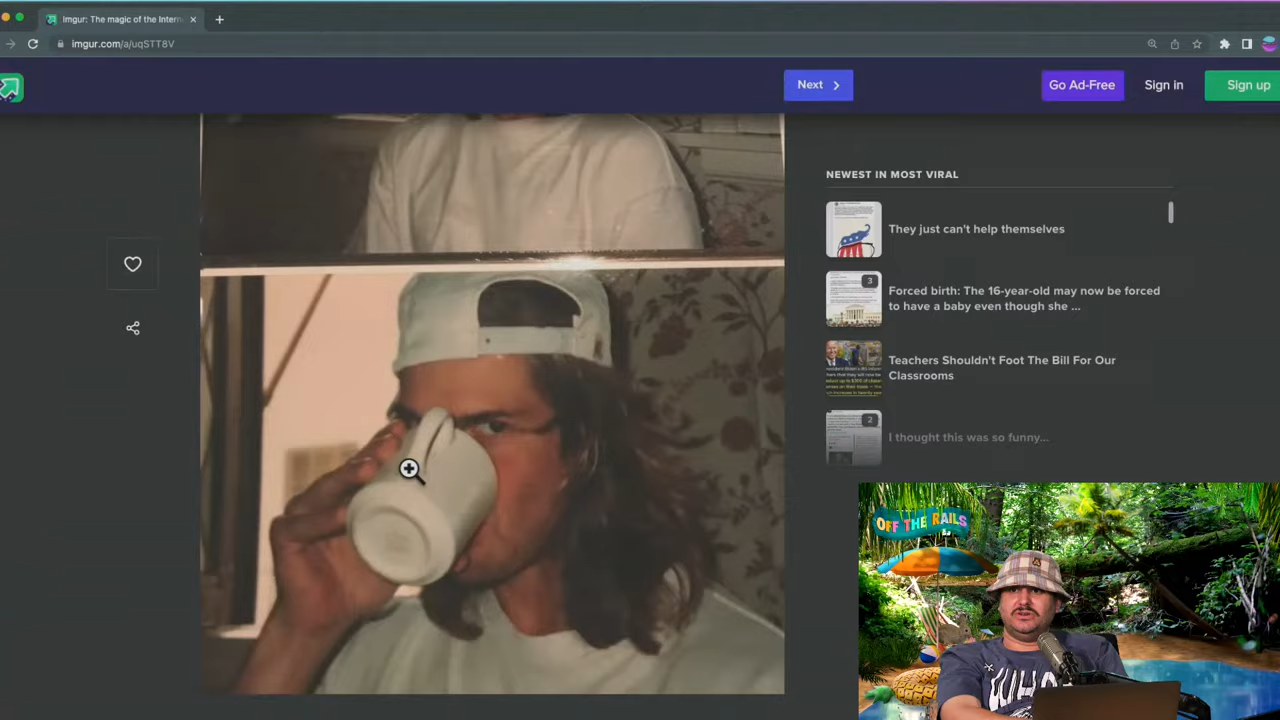 Imgur: The magic of the Intern
imgur.com/a/uqSTT8V
Next
Go Ad-Free
Sign in
Sign up
NEWEST IN MOST VIRAL
They just can't help themselves
3
Forced birth: The 16-year-old may now be forced
to have a baby even though she ...
Teachers Shouldn't Foot The Bill For Our
Classrooms
2
I thought this was so funny...
OFF THE RAILS